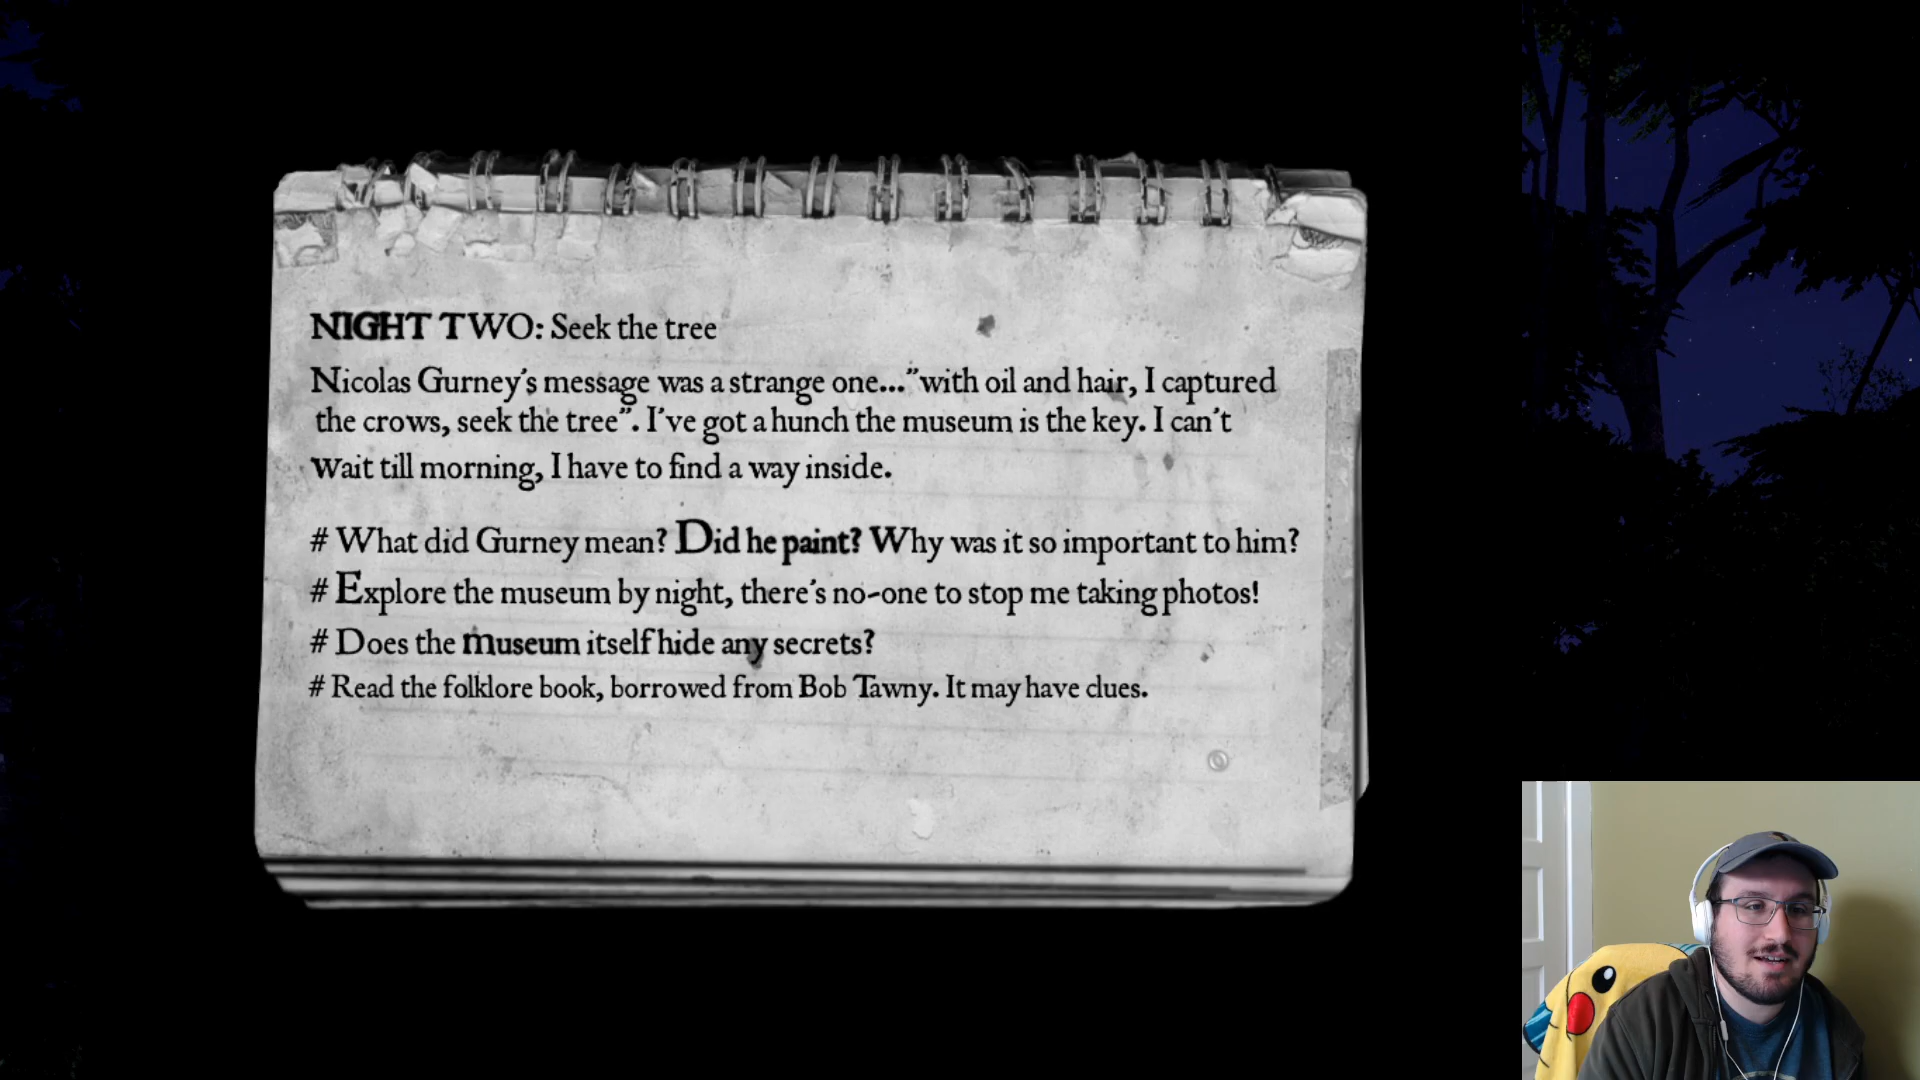 NIGHT TWO: Seek the tree
Nicolas Gurney's message was a strange one..."with oil and hair, I captured
the crows, seek the tree". I've got a hunch the museum is the key. I can't
wait till morning, I have to find a way inside.
# What did Gurney mean? Did he paint? Why was it so important to him?
# Explore the museum by night, there's no-one to stop me taking photos!
# Does the museum itself hide any secrets?
# Read the folklore book, borrowed from Bob Tawny. It may have clues.